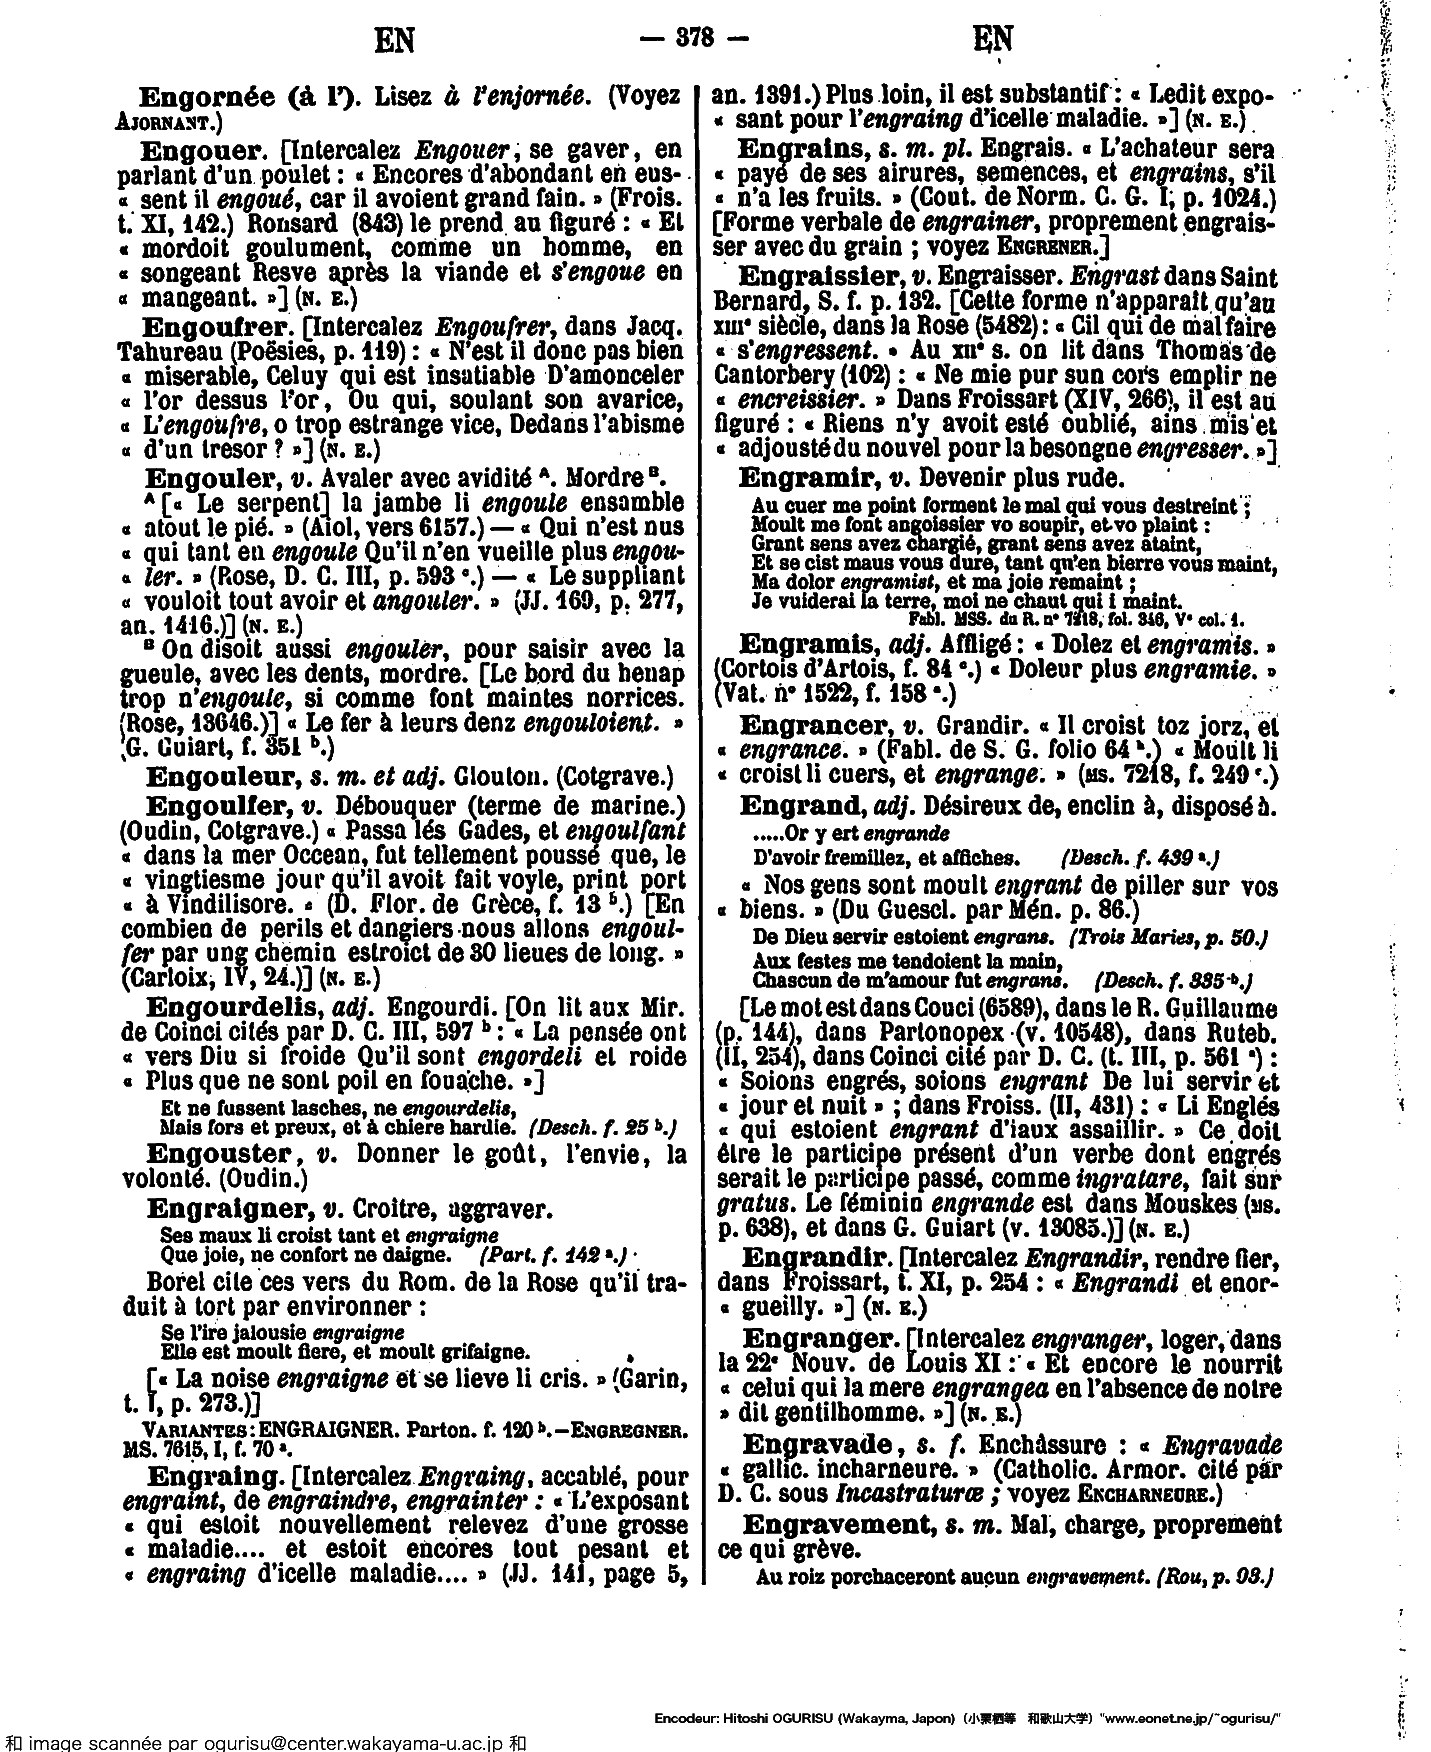 EN — 378 — EN
Engornée (à l'). Lisez à l'enjornée. (Voyez
AJORNANT.)
Engouer. [Intercalez Engouer, se gaver, en
parlant d'un poulet : « Encores d'abondant en eus-
« sent il engoué, car il avoient grand fain. » (Frois.
t. XI, 142.) Ronsard (843) le prend au figuré : « Et
« mordoit goulument, comme un homme, en
« songeant Resve après la viande et s'engoue en
« mangeant. »] (N. E.)
Engoufrer. [Intercalez Engoufrer, dans Jacq.
Tahureau (Poësies, p. 119) : « N'est il donc pas bien
« miserable, Celuy qui est insatiable D'amonceler
« l'or dessus l'or, Ou qui, soulant son avarice,
« L'engoufre, o trop estrange vice, Dedans l'abisme
« d'un tresor ? »] (N. E.)
Engouler, v. Avaler avec avidité A. Mordre B.
A [« Le serpent] la jambe li engoule ensamble
« atout le pié. » (Aiol, vers 6157.) — « Qui n'est nus
« qui tant en engoule Qu'il n'en vueille plus engou-
« ler. » (Rose, D. C. III, p. 593 c.) — « Le suppliant
« vouloit tout avoir et angouler. » (JJ. 169, p. 277,
an. 1416.)] (N. E.)
B On disoit aussi engouler, pour saisir avec la
gueule, avec les dents, mordre. [Le bord du henap
trop n'engoule, si comme font maintes norrices.
(Rose, 13646.)] « Le fer à leurs denz engouloient. »
(G. Guiart, f. 351 b.)
Engouleur, s. m. et adj. Glouton. (Cotgrave.)
Engoulfer, v. Débouquer (terme de marine.)
(Oudin, Cotgrave.) « Passa lés Gades, et engoulfant
« dans la mer Occean, fut tellement poussé que, le
« vingtiesme jour qu'il avoit fait voyle, print port
« à Vindilisore. » (D. Flor. de Grèce, f. 13 b.) [En
combien de perils et dangiers nous allons engoul-
fer par ung chemin estroict de 30 lieues de long. »
(Carloix, IV, 24.)] (N. E.)
Engourdelis, adj. Engourdi. [On lit aux Mir.
de Coinci cités par D. C. III, 597 b : « La pensée ont
« vers Diu si froide Qu'il sont engordeli et roide
« Plus que ne sont poil en fouache. »]
Et ne fussent lasches, ne engourdelis,
Mais fors et preux, et à chiere hardie. (Desch. f. 25 b.)
Engouster, v. Donner le goût, l'envie, la
volonté. (Oudin.)
Engraigner, v. Croître, aggraver.
Ses maux li croist tant et engraigne
Que joie, ne confort ne daigne. (Part. f. 142 a.)
Borel cite ces vers du Rom. de la Rose qu'il tra-
duit à tort par environner :
Se l'ire jalousie engraigne
Elle est moult fiere, et moult grifaigne.
[« La noise engraigne et se lieve li cris. » (Garin,
t. I, p. 273.)]
VARIANTES : ENGRAIGNER. Parton. f. 120 b. — ENGREGNER.
MS. 7615, I, f. 70 a.
Engraing. [Intercalez Engraing, accablé, pour
engraint, de engraindre, engrainter : « L'exposant
« qui estoit nouvellement relevez d'une grosse
« maladie.... et estoit encores tout pesant et
« engraing d'icelle maladie.... » (JJ. 141, page 5,
an. 1391.) Plus loin, il est substantif : « Ledit expo-
« sant pour l'engraing d'icelle maladie. »] (N. E.)
Engrains, s. m. pl. Engrais. « L'achateur sera
« payé de ses airures, semences, et engrains, s'il
« n'a les fruits. » (Cout. de Norm. C. G. I, p. 1024.)
[Forme verbale de engrainer, proprement engrais-
ser avec du grain ; voyez ENGRENER.]
Engraissier, v. Engraisser. Engrast dans Saint
Bernard, S. f. p. 132. [Cette forme n'apparaît qu'au
XIIIe siècle, dans la Rose (5482) : « Cil qui de mal faire
« s'engressent. » Au XIIe s. on lit dans Thomas de
Cantorbery (102) : « Ne mie pur sun cors emplir ne
« encreissier. » Dans Froissart (XIV, 266), il est au
figuré : « Riens n'y avoit esté oublié, ains mis et
« adjousté du nouvel pour la besongne engresser. »]
Engramir, v. Devenir plus rude.
Au cuer me point forment le mal qui vous destreint ;
Moult me font angoissier vo soupir, et vo plaint :
Grant sens avez chargié, grant sens avez ataint,
Et se cist maus vous dure, tant qu'en bierre vous maint,
Ma dolor engramist, et ma joie remaint ;
Je vuiderai la terre, moi ne chaut qui i maint.
Fabl. MSS. du R. n° 7218, fol. 346, V° col. 1.
Engramis, adj. Affligé : « Dolez et engramis. »
(Cortois d'Artois, f. 84 c.) « Doleur plus engramie. »
(Vat. n° 1522, f. 158 a.)
Engrancer, v. Grandir. « Il croist toz jorz, et
« engrance. » (Fabl. de S. G. folio 64 b.) « Moult li
« croist li cuers, et engrange. » (MS. 7218, f. 249 c.)
Engrand, adj. Désireux de, enclin à, disposé à.
.....Or y ert engrande
D'avoir fremillez, et affiches. (Desch. f. 439 a.)
« Nos gens sont moult engrant de piller sur vos
« biens. » (Du Guescl. par Mén. p. 86.)
De Dieu servir estoient engrans. (Trois Maries, p. 50.)
Aux festes me tendoient la main,
Chascun de m'amour fut engrans. (Desch. f. 335 b.)
[Le mot est dans Couci (6589), dans le R. Guillaume
(p. 144), dans Partonopex (v. 10548), dans Ruteb.
(II, 254), dans Coinci cité par D. C. (t. III, p. 561 a) :
« Soions engrés, soions engrant De lui servir et
« jour et nuit » ; dans Froiss. (II, 431) : « Li Englés
« qui estoient engrant d'iaux assaillir. » Ce doit
être le participe présent d'un verbe dont engrés
serait le participe passé, comme ingratare, fait sur
gratus. Le féminin engrande est dans Mouskes (MS.
p. 638), et dans G. Guiart (v. 13085.)] (N. E.)
Engrandir. [Intercalez Engrandir, rendre fier,
dans Froissart, t. XI, p. 254 : « Engrandi et enor-
« gueilly. »] (N. E.)
Engranger. [Intercalez engranger, loger, dans
la 22e Nouv. de Louis XI : « Et encore le nourrit
« celui qui la mere engrangea en l'absence de notre
» dit gentilhomme. »] (N. E.)
Engravade, s. f. Enchâssure : « Engravade
« gallic. incharneure. » (Catholic. Armor. cité par
D. C. sous Incastraturæ ; voyez ENCHARNEURE.)
Engravement, s. m. Mal, charge, proprement
ce qui grève.
Au roiz porchaceront aucun engravement. (Rou, p. 93.)
Encodeur: Hitoshi OGURISU (Wakayma, Japon) (小栗栖等 和歌山大学) "www.eonet.ne.jp/~ogurisu/"
和 image scannée par ogurisu@center.wakayama-u.ac.jp 和